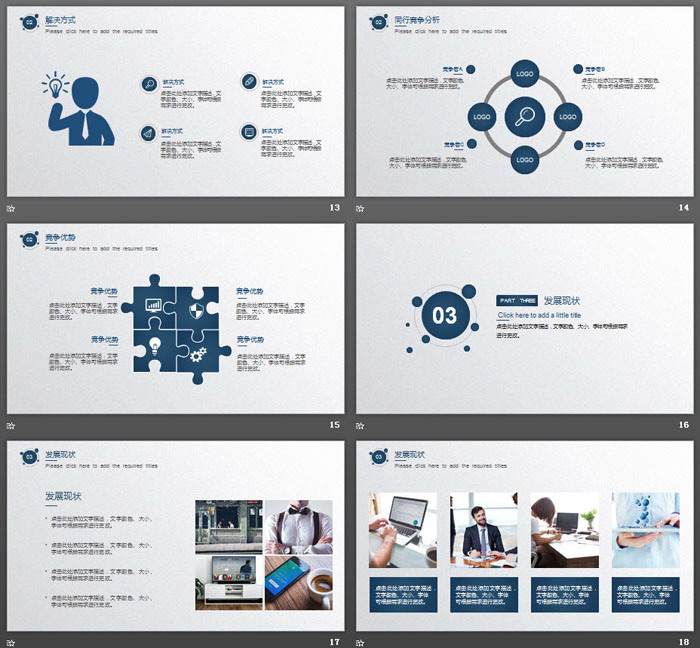 02
解决方式
Please click here to add the required titles
解决方式
点击此处添加文字描述，文
字颜色、大小、字体可根据
需求进行更改。
解决方式
点击此处添加文字描述，文
字颜色、大小、字体可根据
需求进行更改。
解决方式
点击此处添加文字描述，文
字颜色、大小、字体可根据
需求进行更改。
解决方式
点击此处添加文字描述，文
字颜色、大小、字体可根据
需求进行更改。
13
02
同行竞争分析
Please click here to add the required titles
竞争者A
点击此处添加文字描述，文字颜色、
大小、字体可根据需求进行更改。
竞争者B
点击此处添加文字描述，文字颜色、
大小、字体可根据需求进行更改。
LOGO
LOGO
LOGO
LOGO
竞争者C
点击此处添加文字描述，文字颜色、
大小、字体可根据需求进行更改。
竞争者D
点击此处添加文字描述，文字颜色、
大小、字体可根据需求进行更改。
14
02
竞争优势
Please click here to add the required titles
竞争优势
点击此处添加文字描述，文字
颜色、大小、字体可根据需求
进行更改。
竞争优势
点击此处添加文字描述，文字
颜色、大小、字体可根据需求
进行更改。
竞争优势
点击此处添加文字描述，文字
颜色、大小、字体可根据需求
进行更改。
竞争优势
点击此处添加文字描述，文字
颜色、大小、字体可根据需求
进行更改。
15
03
PART THREE 发展现状
Click here to add a little title
点击此处添加文字描述，文字颜色、大小、字体可根据需求
进行更改。
16
03
发展现状
Please click here to add the required titles
发展现状
• 点击此处添加文字描述，文字颜色、大小、
字体可根据需求进行更改。
• 点击此处添加文字描述，文字颜色、大小、
字体可根据需求进行更改。
• 点击此处添加文字描述，文字颜色、大小、
字体可根据需求进行更改。
• 点击此处添加文字描述，文字颜色、大小、
字体可根据需求进行更改。
17
03
发展现状
Please click here to add the required titles
点击此处添加文字描述，
文字颜色、大小、字体
可根据需求进行更改。
点击此处添加文字描述，
文字颜色、大小、字体
可根据需求进行更改。
点击此处添加文字描述，
文字颜色、大小、字体
可根据需求进行更改。
点击此处添加文字描述，
文字颜色、大小、字体
可根据需求进行更改。
18